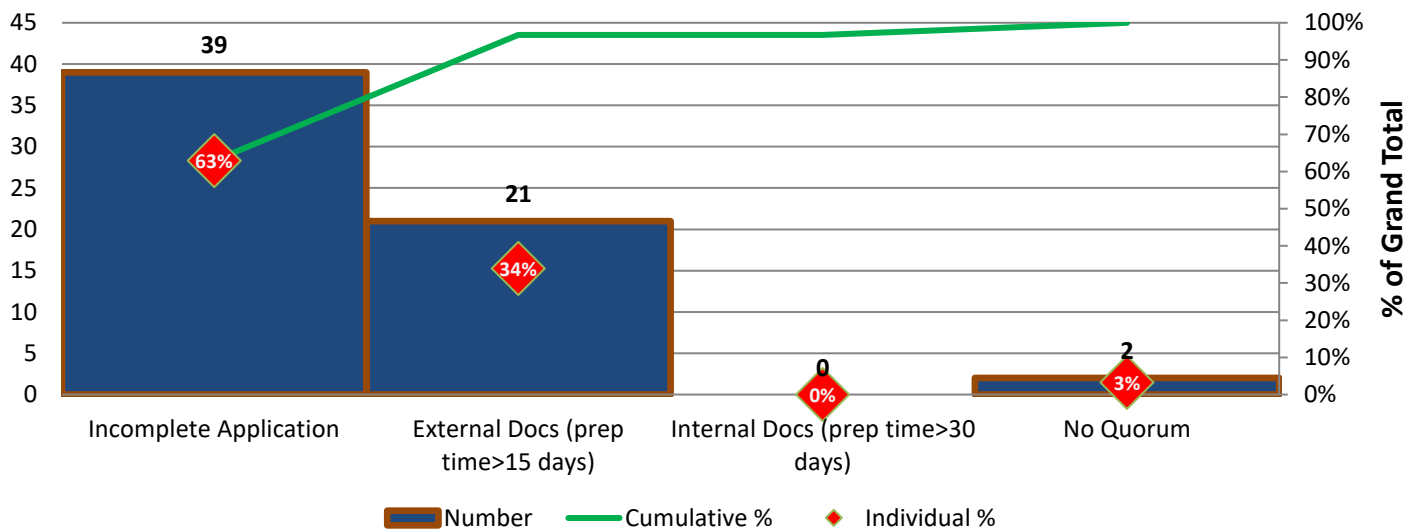 45
40
35
30
25
20
15
10
5
0
39
21
0
2
63%
34%
0%
3%
100%
90%
80%
70%
60%
50%
40%
30%
20%
10%
0%
% of Grand Total
Incomplete Application
External Docs (prep
time>15 days)
Internal Docs (prep time>30
days)
No Quorum
Number
Cumulative %
Individual %